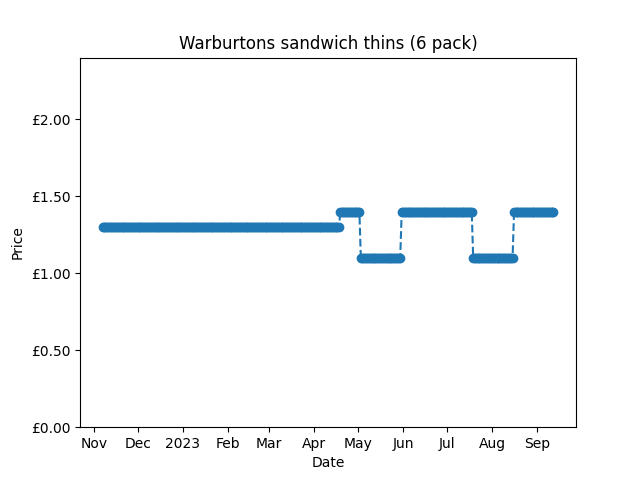 Warburtons sandwich thins (6 pack)
£2.00
£1.50
£1.00
£0.50
£0.00
Price
Nov Dec 2023 Feb Mar Apr May Jun Jul Aug Sep
Date